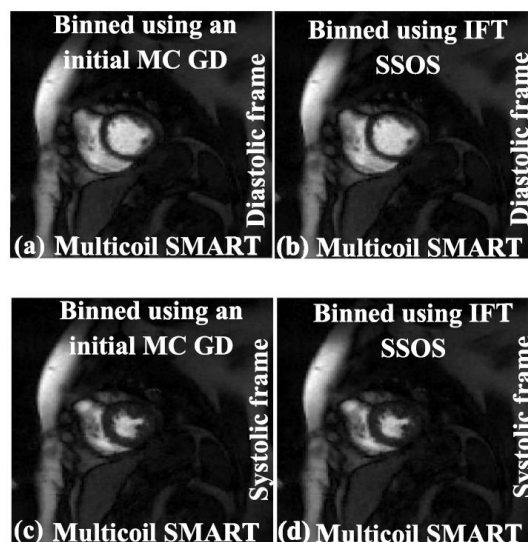 Binned using an
initial MC GD
Diastolic frame
(a) Multicoil SMART
Binned using IFT
SSOS
Diastolic frame
(b) Multicoil SMART
Binned using an
initial MC GD
Systolic frame
(c) Multicoil SMART
Binned using IFT
SSOS
Systolic frame
(d) Multicoil SMART